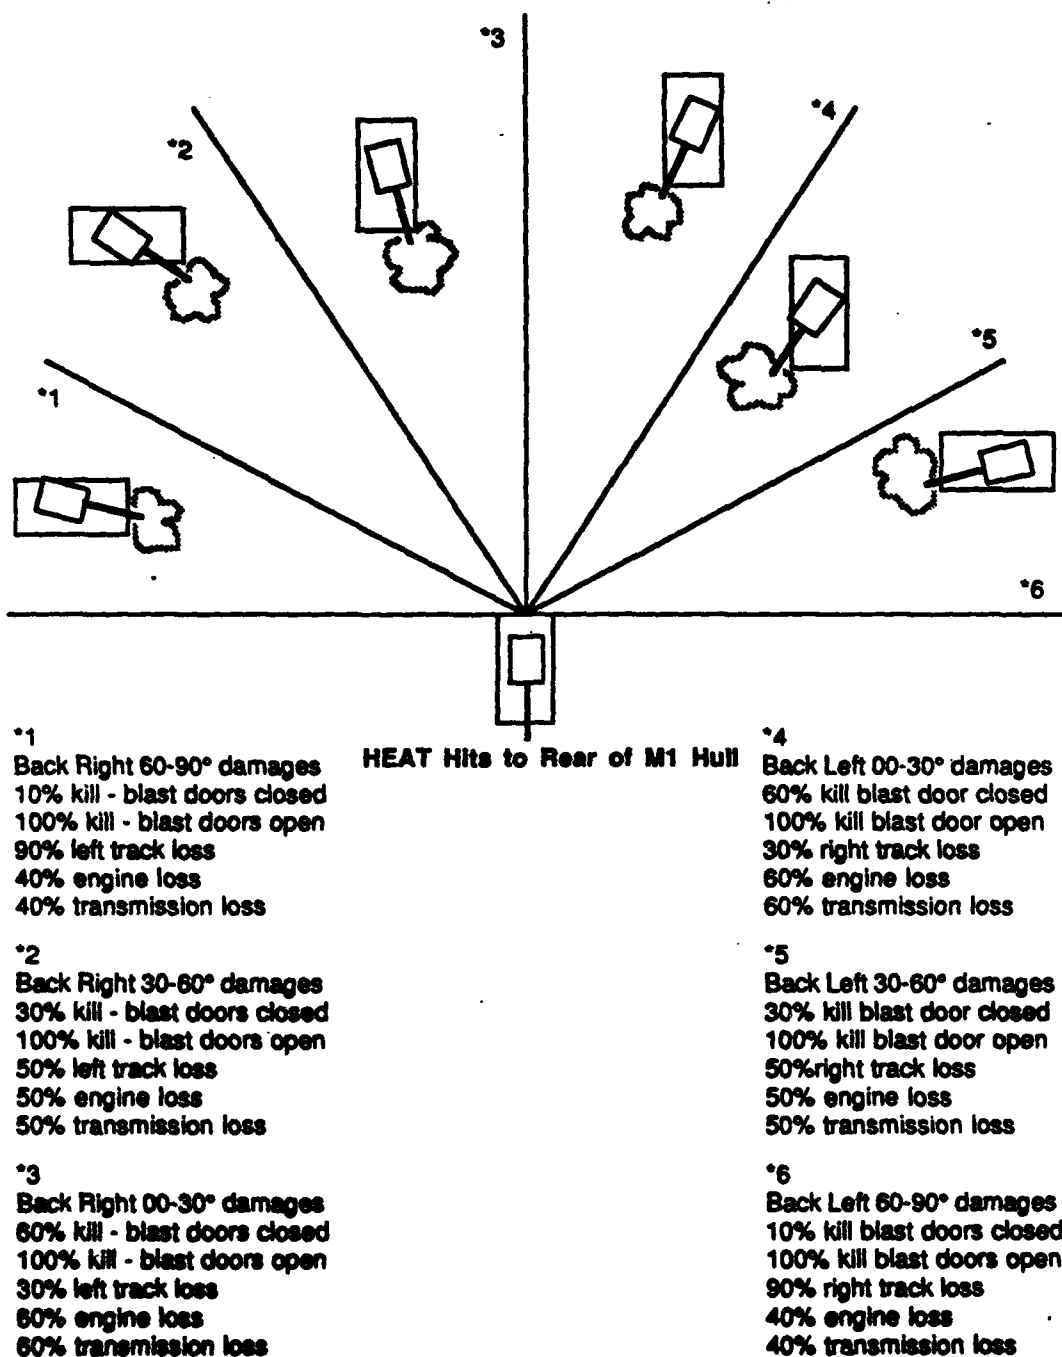 *3
*4
*2
*5
*1
*6
HEAT Hits to Rear of M1 Hull
*1
Back Right 60-90° damages
10% kill - blast doors closed
100% kill - blast doors open
90% left track loss
40% engine loss
40% transmission loss
*2
Back Right 30-60° damages
30% kill - blast doors closed
100% kill - blast doors open
50% left track loss
50% engine loss
50% transmission loss
*3
Back Right 00-30° damages
60% kill - blast doors closed
100% kill - blast doors open
30% left track loss
60% engine loss
60% transmission loss
*4
Back Left 00-30° damages
60% kill blast door closed
100% kill blast door open
30% right track loss
60% engine loss
60% transmission loss
*5
Back Left 30-60° damages
30% kill blast door closed
100% kill blast door open
50%right track loss
50% engine loss
50% transmission loss
*6
Back Left 60-90° damages
10% kill blast doors closed
100% kill blast doors open
90% right track loss
40% engine loss
40% transmission loss